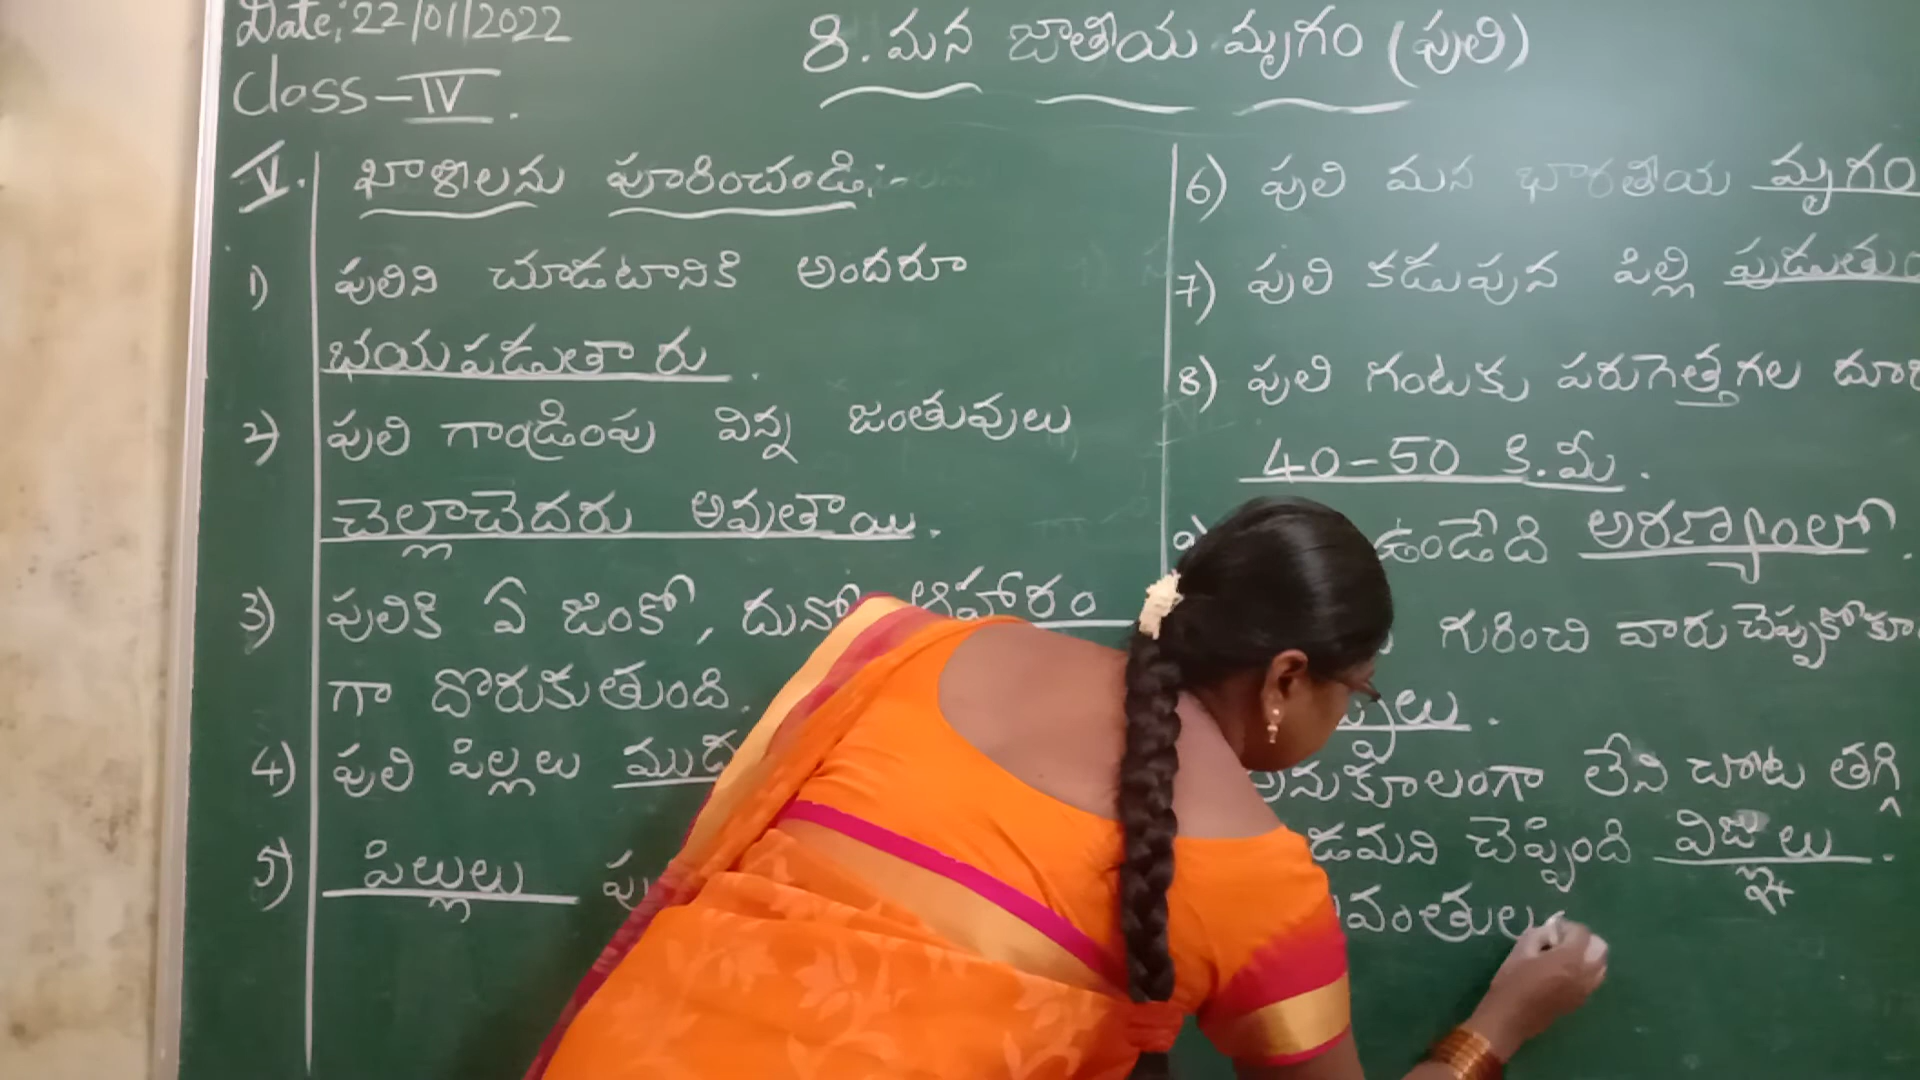 Date: 22/01/2022
Class-IV.
8. మన జాతీయ మృగం (పులి)
V. ఖాళీలను పూరించండి:-
1) పులిని చూడటానికి అందరూ
భయపడుతారు.
2) పులి గాండ్రింపు విన్న జంతువులు
చెల్లాచెదరు అవుతాయి.
3) పులికి ఏ జింకో, దున్నో ఆహారం
గా దొరుకుతుంది.
4) పులి పిల్లలు
5) పిల్లులు
6) పులి మన భారతీయ మృగం
7) పులి కడుపున పిల్లి
8) పులి గంటకు పరుగెత్తగల
40-50 కి.మీ.
ఉండేది అరణ్యంలో.
గురించి వారు
అనుకూలంగా లేని చోట తగ్గి
చెప్పింది విజ్ఞులు.